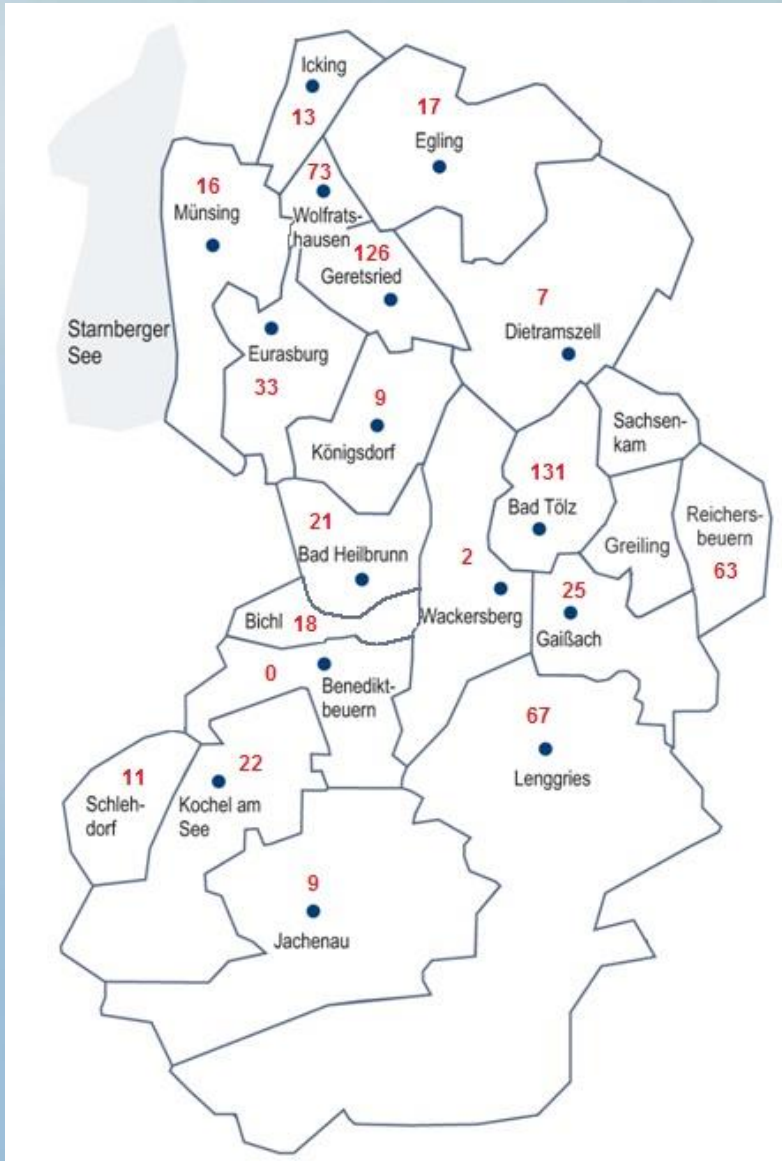 Icking
13
17
Egling
73
Wolfrats-
hausen
16
Münsing
126
Geretsried
7
Dietramszell
Starnberger
See
Eurasburg
33
9
Königsdorf
Sachsen-
kam
131
Bad Tölz
Reichers-
beuern
63
Greiling
21
Bad Heilbrunn
2
Wackersberg
25
Gaißach
Bichl
18
0
Benedikt-
beuern
67
Lenggries
11
Schleh-
dorf
22
Kochel am
See
9
Jachenau